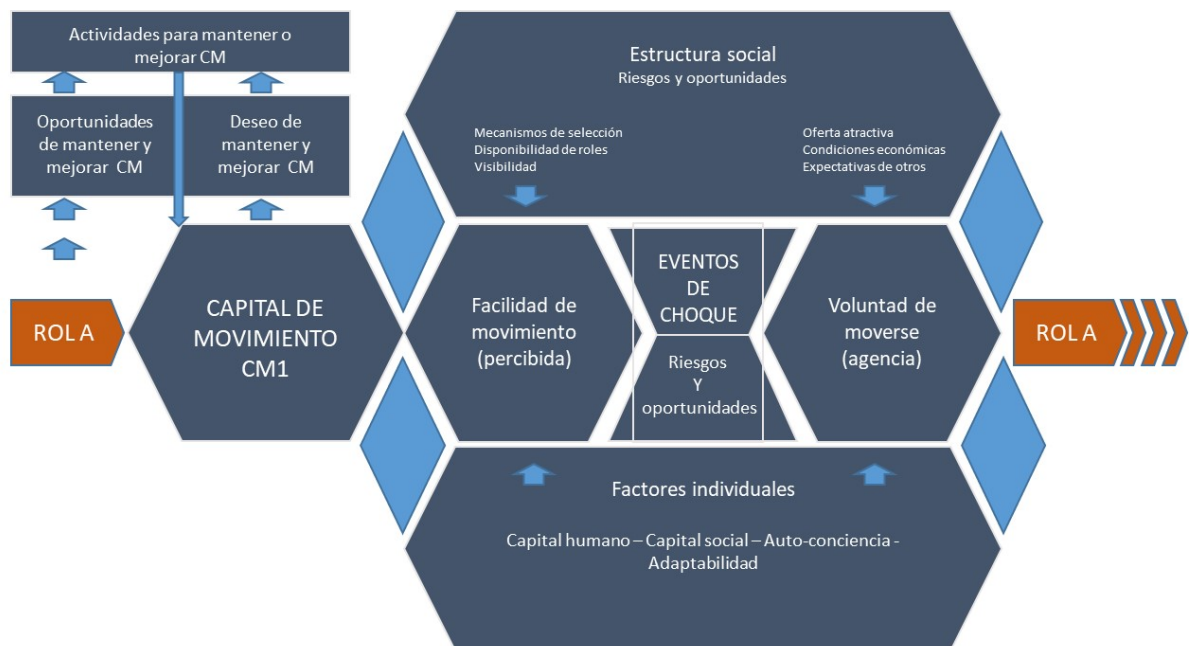 Actividades para mantener o
mejorar CM
Oportunidades
de mantener y
mejorar CM
Deseo de
mantener y
mejorar CM
Estructura social
Riesgos y oportunidades
Mecanismos de selección
Disponibilidad de roles
Visibilidad
Oferta atractiva
Condiciones económicas
Expectativas de otros
ROL A
CAPITAL DE
MOVIMIENTO
CM1
Facilidad de
movimiento
(percibida)
EVENTOS
DE
CHOQUE
Riesgos
Y
oportunidades
Voluntad de
moverse
(agencia)
ROL A
Factores individuales
Capital humano – Capital social – Auto-conciencia -
Adaptabilidad